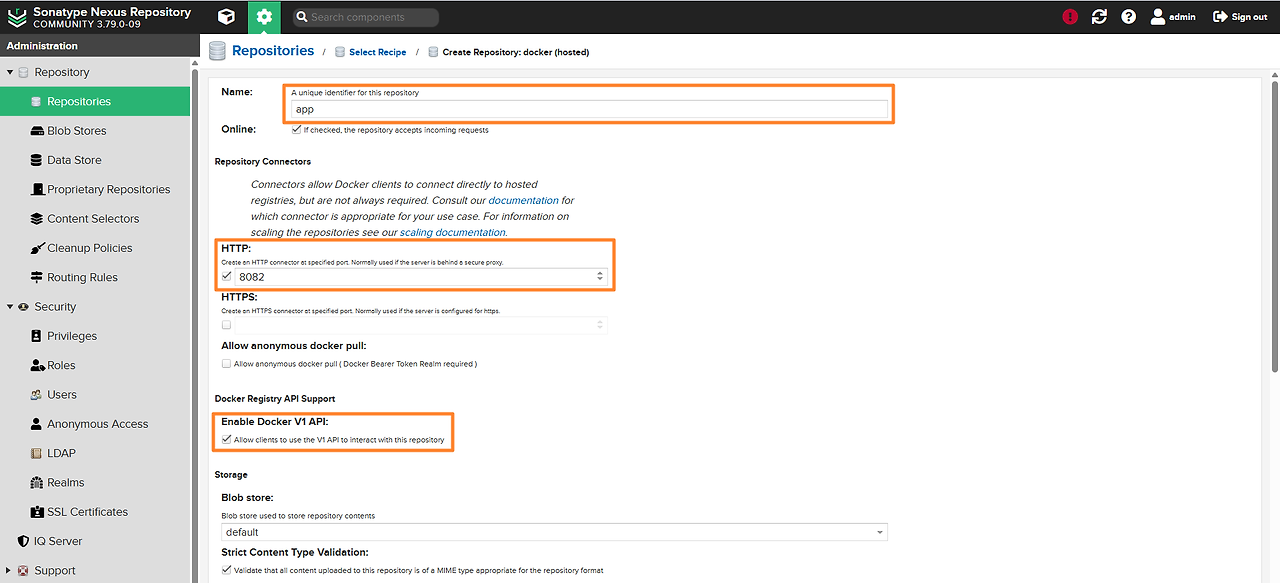 Sonatype Nexus Repository
COMMUNITY 3.79.0-09
Search components
admin
Sign out
Administration
Repository
Repositories
Blob Stores
Data Store
Proprietary Repositories
Content Selectors
Cleanup Policies
Routing Rules
Security
Privileges
Roles
Users
Anonymous Access
LDAP
Realms
SSL Certificates
IQ Server
Support
Repositories / Select Recipe / Create Repository: docker (hosted)
Name:
A unique identifier for this repository
app
Online:
If checked, the repository accepts incoming requests
Repository Connectors
Connectors allow Docker clients to connect directly to hosted
registries, but are not always required. Consult our documentation for
which connector is appropriate for your use case. For information on
scaling the repositories see our scaling documentation.
HTTP:
Create an HTTP connector at specified port. Normally used if the server is behind a secure proxy.
8082
HTTPS:
Create an HTTPS connector at specified port. Normally used if the server is configured for https.
Allow anonymous docker pull:
Allow anonymous docker pull ( Docker Bearer Token Realm required )
Docker Registry API Support
Enable Docker V1 API:
Allow clients to use the V1 API to interact with this repository
Storage
Blob store:
Blob store used to store repository contents
default
Strict Content Type Validation:
Validate that all content uploaded to this repository is of a MIME type appropriate for the repository format